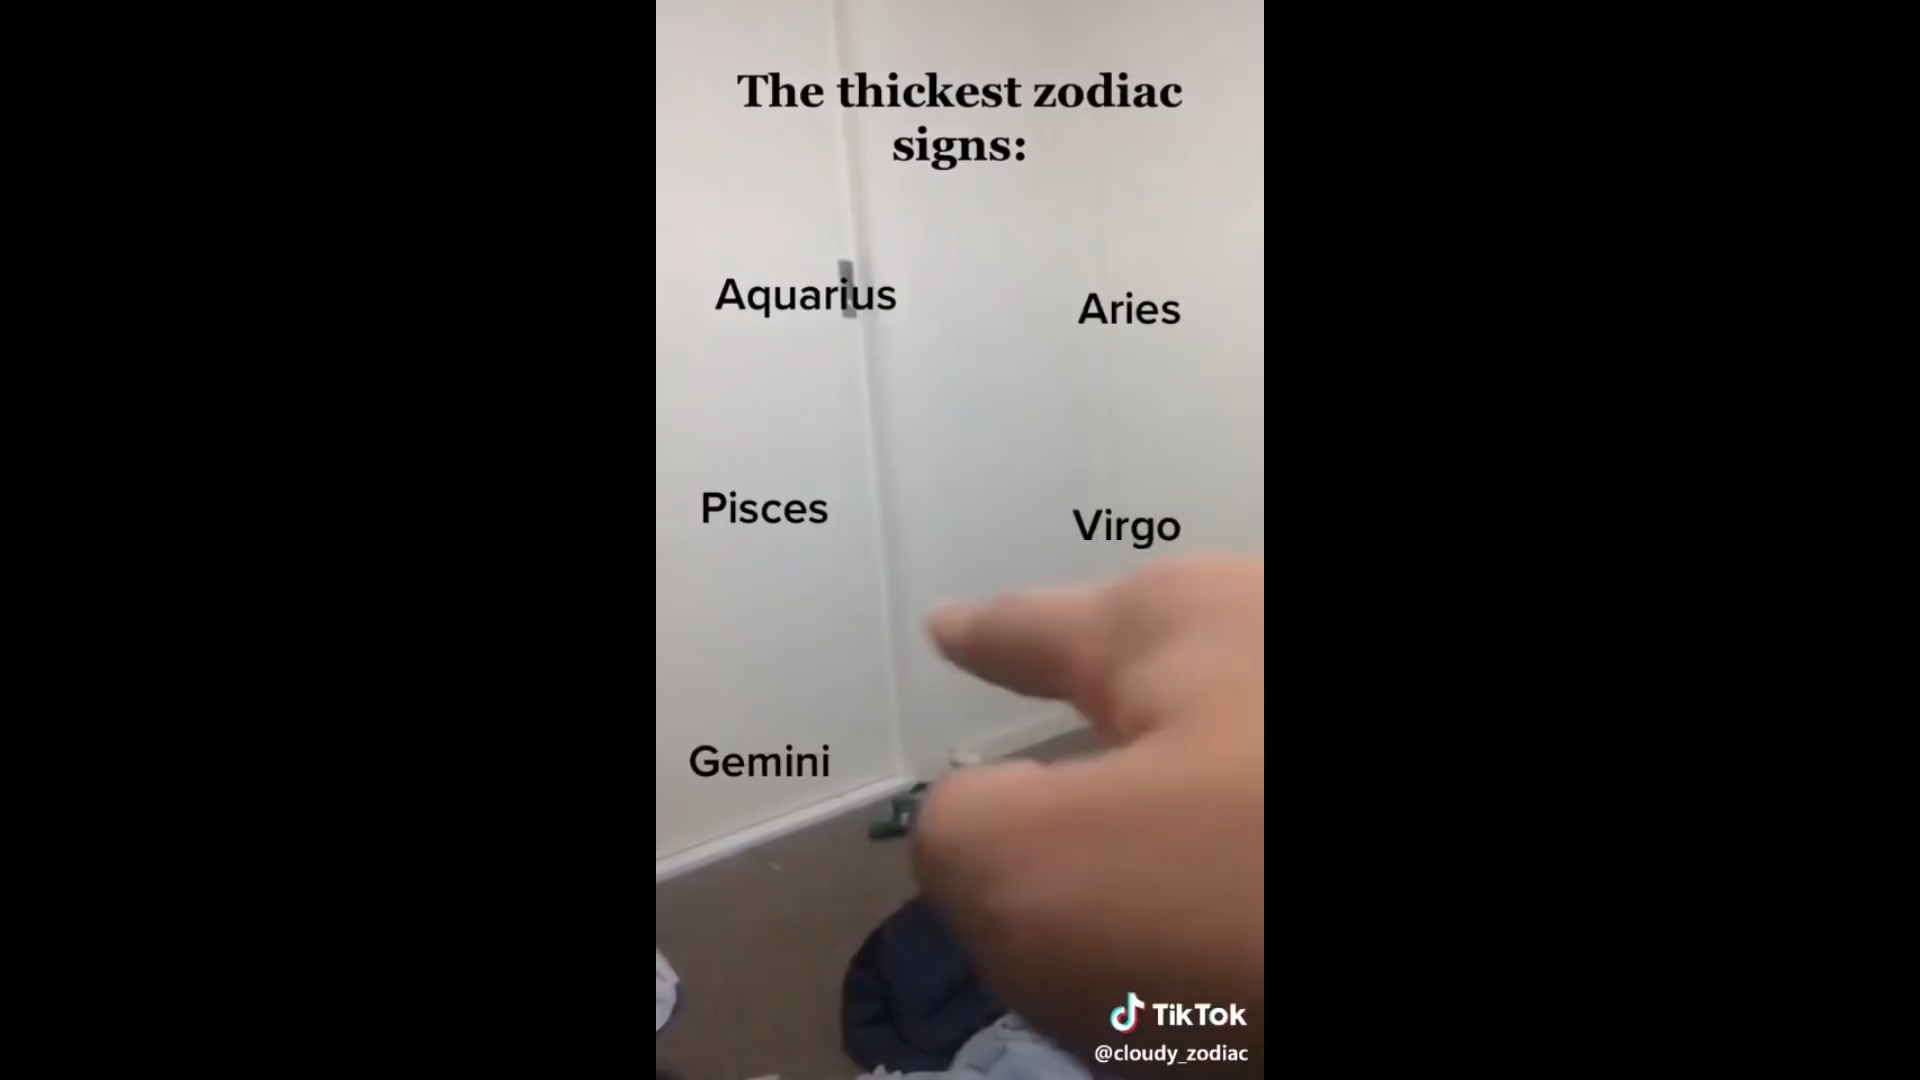 The thickest zodiac
signs:
Aquarius
Aries
Pisces
Virgo
Gemini
TikTok
@cloudy_zodiac